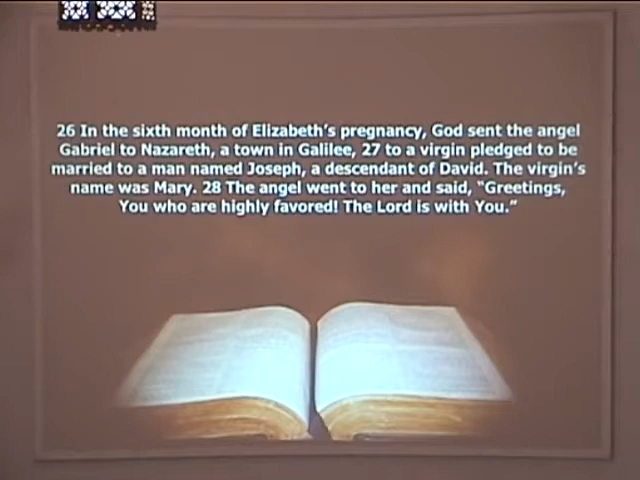 26 In the sixth month of Elizabeth's pregnancy, God sent the angel
Gabriel to Nazareth, a town in Galilee, 27 to a virgin pledged to be
married to a man named Joseph, a descendant of David. The virgin's
name was Mary. 28 The angel went to her and said, "Greetings,
You who are highly favored! The Lord is with You."